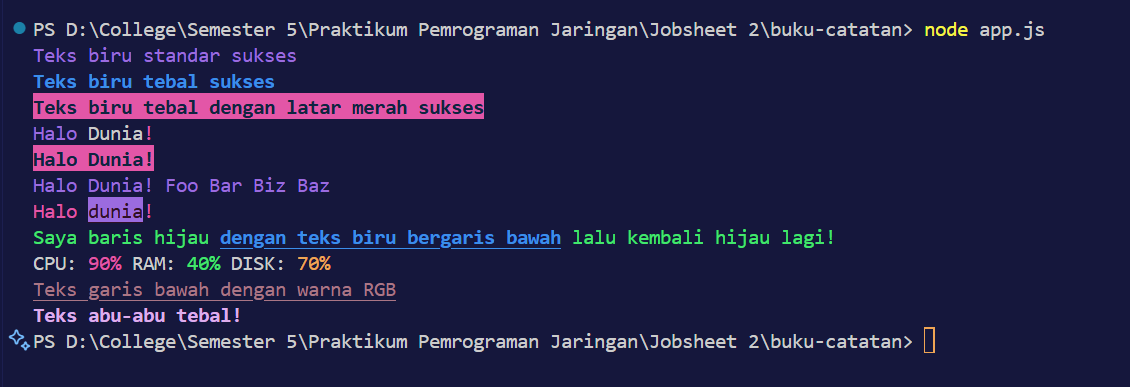 PS D:\College\Semester 5\Praktikum Pemrograman Jaringan\Jobsheet 2\buku-catatan> node app.js
Teks biru standar sukses
Teks biru tebal sukses
Teks biru tebal dengan latar merah sukses
Halo Dunia!
Halo Dunia!
Halo Dunia! Foo Bar Biz Baz
Halo dunia!
Saya baris hijau dengan teks biru bergaris bawah lalu kembali hijau lagi!
CPU: 90% RAM: 40% DISK: 70%
Teks garis bawah dengan warna RGB
Teks abu-abu tebal!
PS D:\College\Semester 5\Praktikum Pemrograman Jaringan\Jobsheet 2\buku-catatan>